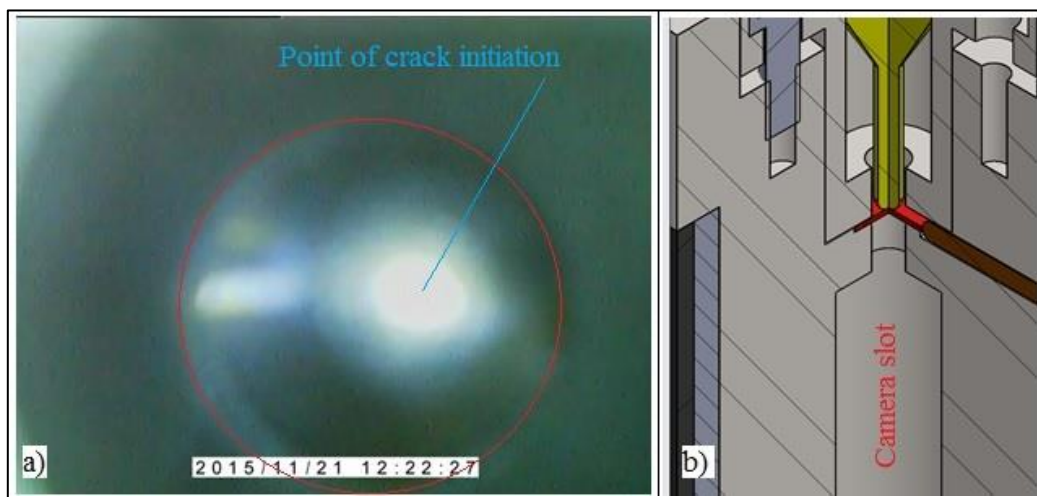 Point of crack initiation
a)
2015/11/21 12:22:27
Camera slot
b)